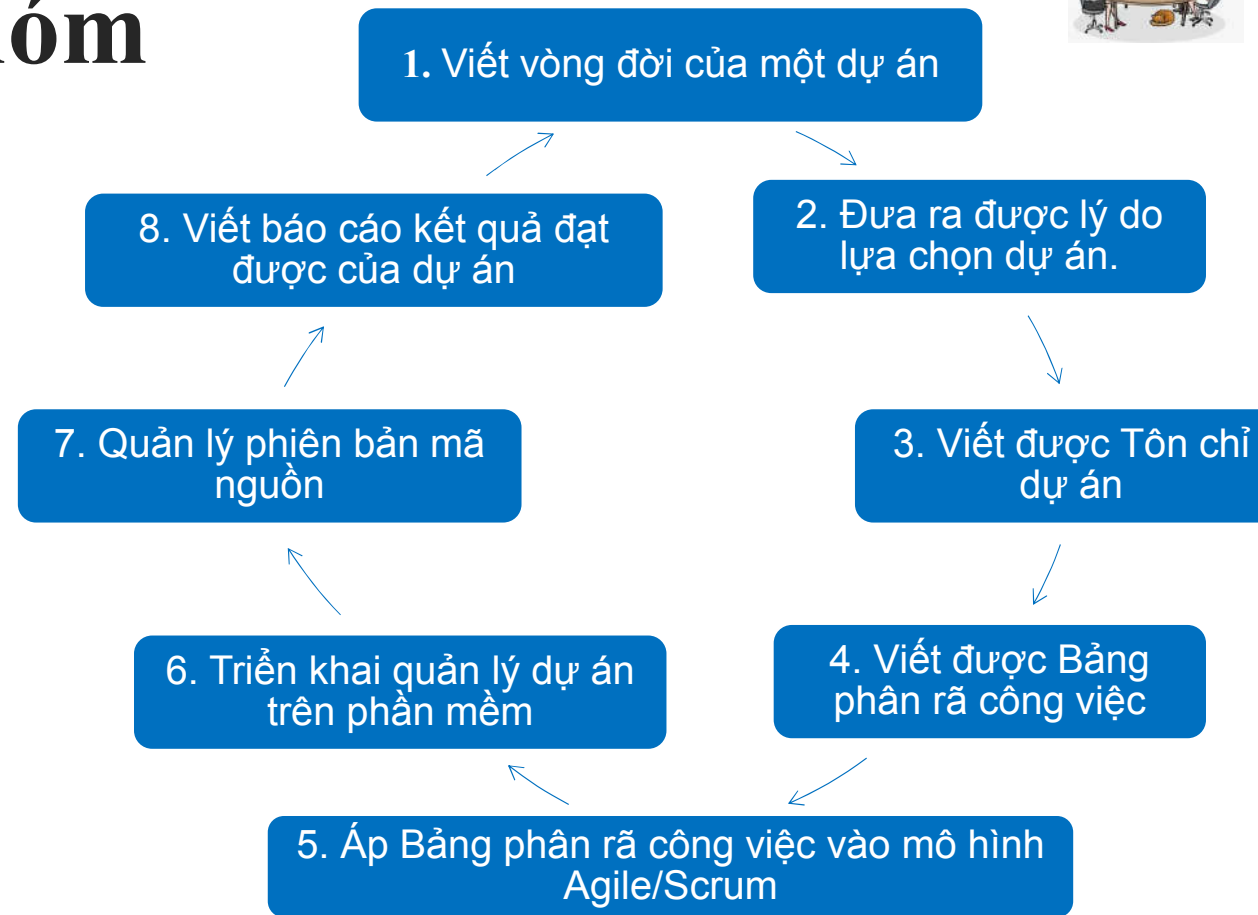 1. Viết vòng đời của một dự án
2. Đưa ra được lý do
lựa chọn dự án.
3. Viết được Tôn chỉ
dự án
4. Viết được Bảng
phân rã công việc
5. Áp Bảng phân rã công việc vào mô hình
Agile/Scrum
6. Triển khai quản lý dự án
trên phần mềm
7. Quản lý phiên bản mã
nguồn
8. Viết báo cáo kết quả đạt
được của dự án